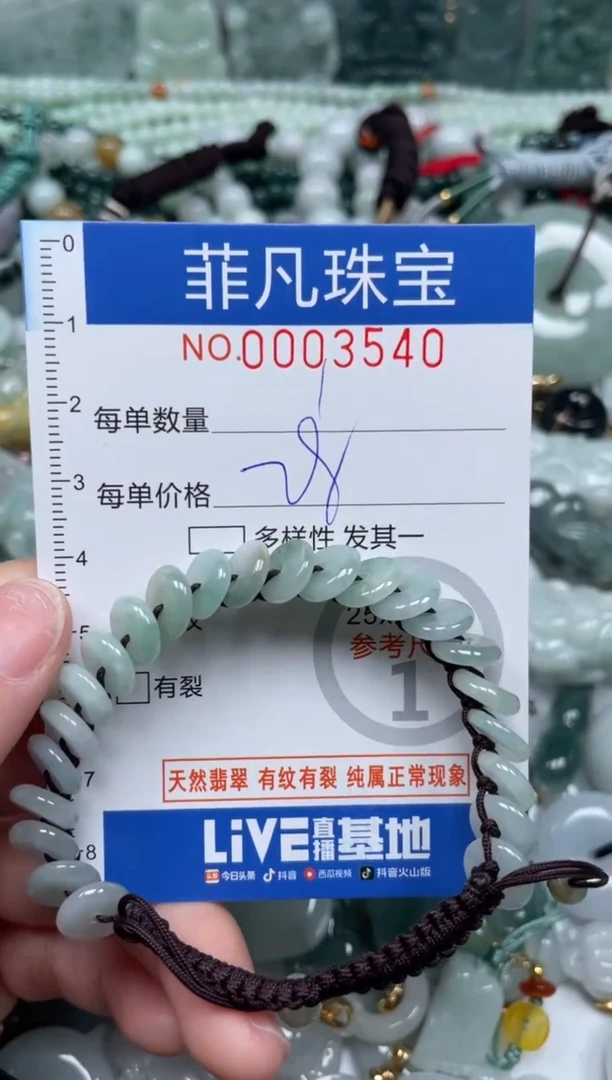 0
菲凡珠宝
1
NO.0003540
2
每单数量
3
每单价格 28
多样性 发其一
4
5
25
参考
1
有裂
7
天然翡翠 有纹有裂 纯属正常现象
LiVE直播基地
8
今日头条 抖音 西瓜视频 抖音火山版